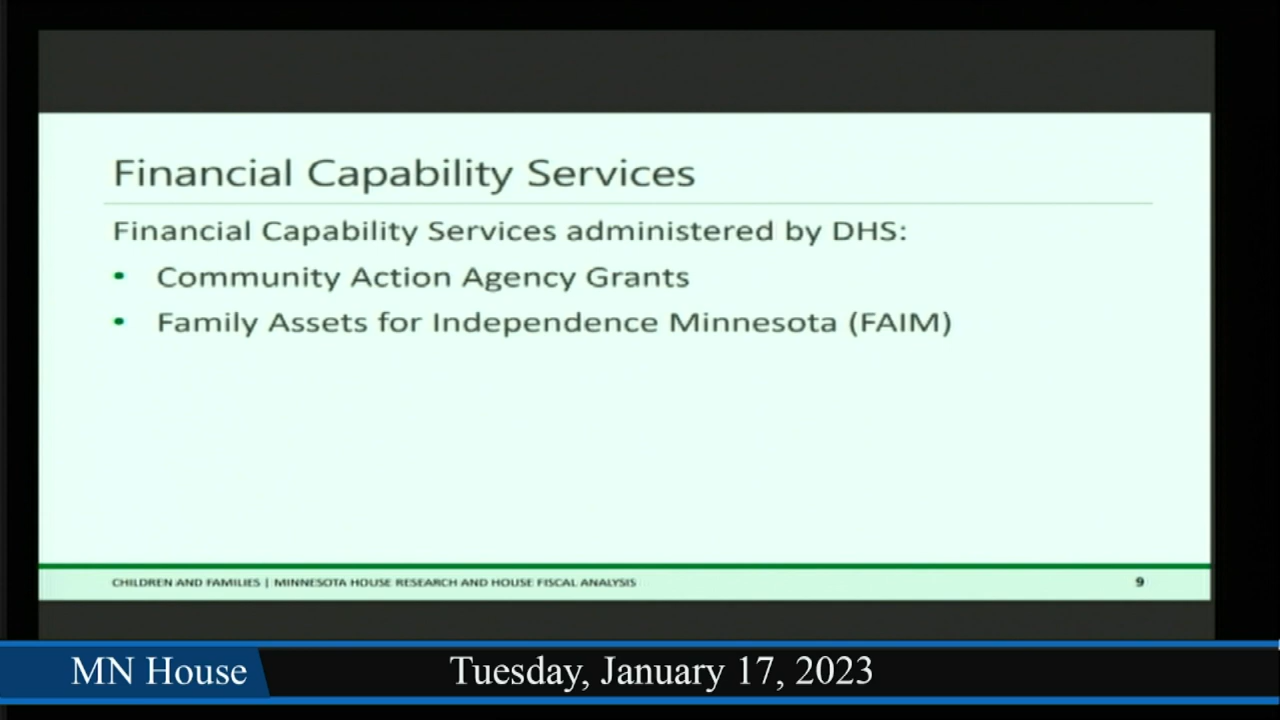 Financial Capability Services
Financial Capability Services administered by DHS:
• Community Action Agency Grants
• Family Assets for Independence Minnesota (FAIM)
CHILDREN AND FAMILIES | MINNESOTA HOUSE RESEARCH AND HOUSE FISCAL ANALYSIS 9
MN House Tuesday, January 17, 2023